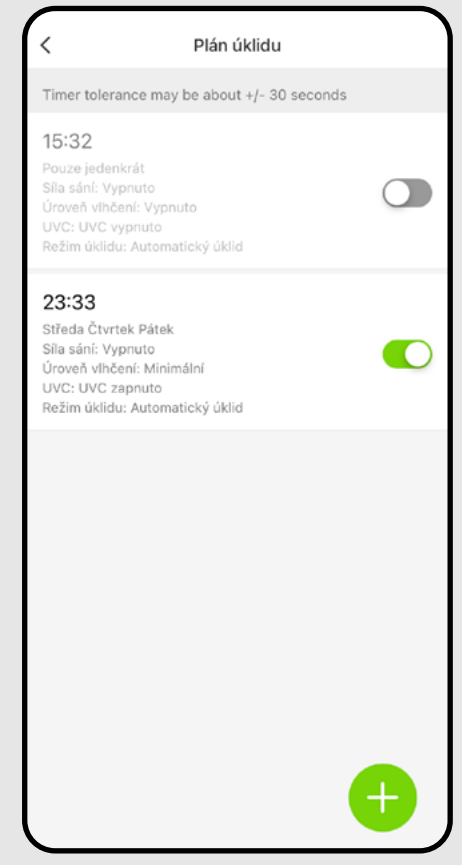 Plán úklidu
Timer tolerance may be about +/- 30 seconds
15:32
Pouze jedenkrát
Síla sání: Vypnuto
Úroveň vlhčení: Vypnuto
UVC: UVC vypnuto
Režim úklidu: Automatický úklid
23:33
Středa Čtvrtek Pátek
Síla sání: Vypnuto
Úroveň vlhčení: Minimální
UVC: UVC zapnuto
Režim úklidu: Automatický úklid